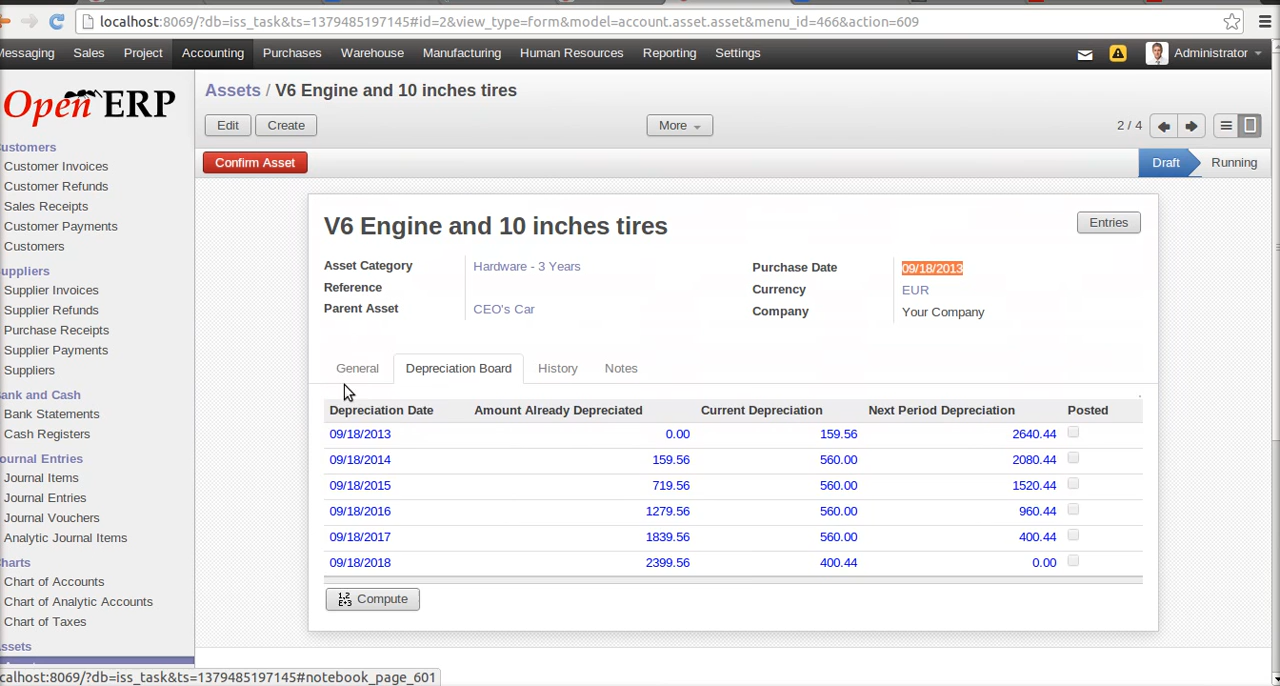 localhost:8069/?db=iss_task&ts=1379485197145#id=2&view_type=form&model=account.asset.asset&menu_id=466&action=609
essaging Sales Project Accounting Purchases Warehouse Manufacturing Human Resources Reporting Settings Administrator
Open ERP
Assets / V6 Engine and 10 inches tires
Edit Create More 2 / 4
Confirm Asset Draft Running
ustomers
Customer Invoices
Customer Refunds
Sales Receipts
Customer Payments
Customers
uppliers
Supplier Invoices
Supplier Refunds
Purchase Receipts
Supplier Payments
Suppliers
ank and Cash
Bank Statements
Cash Registers
ournal Entries
Journal Items
Journal Entries
Journal Vouchers
Analytic Journal Items
harts
Chart of Accounts
Chart of Analytic Accounts
Chart of Taxes
ssets
V6 Engine and 10 inches tires Entries
Asset Category Hardware - 3 Years Purchase Date 09/18/2013
Reference Currency EUR
Parent Asset CEO's Car Company Your Company
General Depreciation Board History Notes
Depreciation Date Amount Already Depreciated Current Depreciation Next Period Depreciation Posted
09/18/2013 0.00 159.56 2640.44
09/18/2014 159.56 560.00 2080.44
09/18/2015 719.56 560.00 1520.44
09/18/2016 1279.56 560.00 960.44
09/18/2017 1839.56 560.00 400.44
09/18/2018 2399.56 400.44 0.00
Compute
calhost:8069/?db=iss_task&ts=1379485197145#notebook_page_601